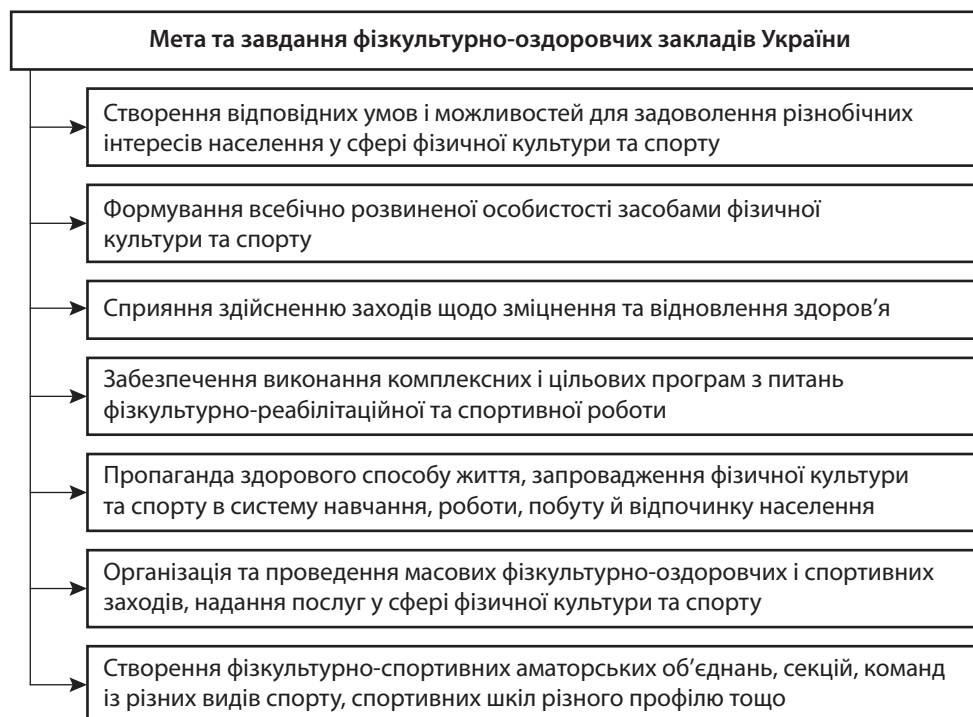 Мета та завдання фізкультурно-оздоровчих закладів України
Створення відповідних умов і можливостей для задоволення різнобічних
інтересів населення у сфері фізичної культури та спорту
Формування всебічно розвиненої особистості засобами фізичної
культури та спорту
Сприяння здійсненню заходів щодо зміцнення та відновлення здоров’я
Забезпечення виконання комплексних і цільових програм з питань
фізкультурно-реабілітаційної та спортивної роботи
Пропаганда здорового способу життя, запровадження фізичної культури
та спорту в систему навчання, роботи, побуту й відпочинку населення
Організація та проведення масових фізкультурно-оздоровчих і спортивних
заходів, надання послуг у сфері фізичної культури та спорту
Створення фізкультурно-спортивних аматорських об’єднань, секцій, команд
із різних видів спорту, спортивних шкіл різного профілю тощо